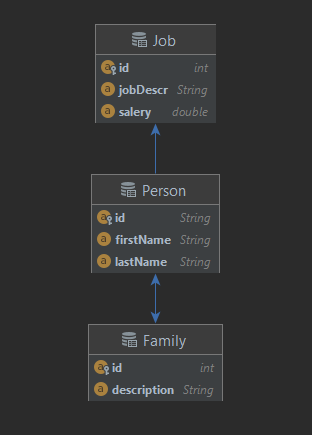 Job
id int
jobDescr String
salery double
Person
id String
firstName String
lastName String
Family
id int
description String